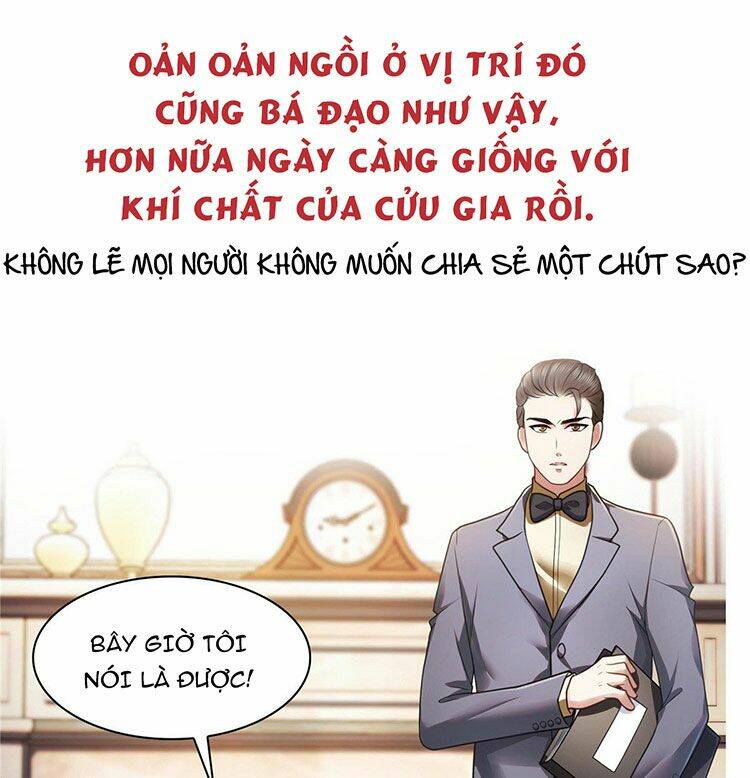 OẢN OẢN NGỒI Ở VỊ TRÍ ĐÓ
CŨNG BÁ ĐẠO NHƯ VẬY,
HƠN NỮA NGÀY CÀNG GIỐNG VỚI
KHÍ CHẤT CỦA CỬU GIA RỒI.
KHÔNG LẼ MỌI NGƯỜI KHÔNG MUỐN CHIA SẺ MỘT CHÚT SAO?
BÂY GIỜ TÔI
NÓI LÀ ĐƯỢC!